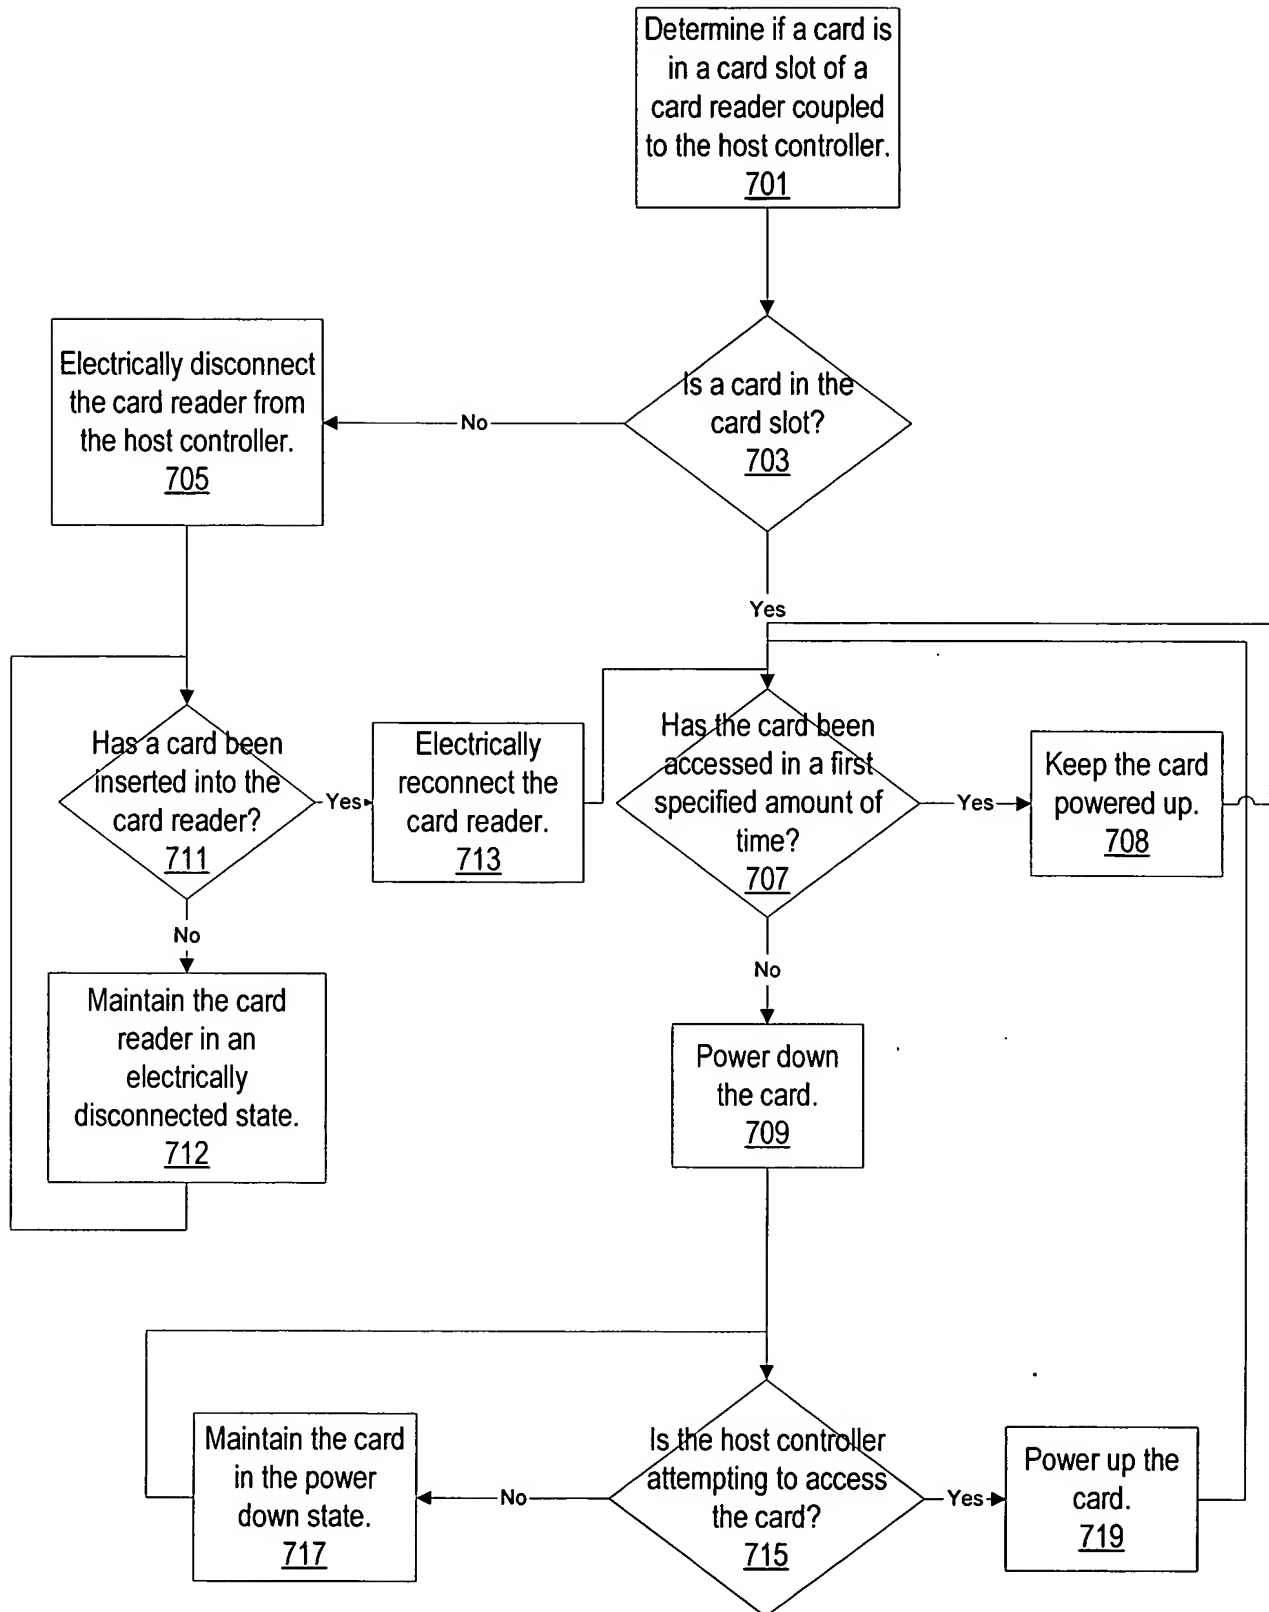 Determine if a card is
in a card slot of a
card reader coupled
to the host controller.
701
Is a card in the
card slot?
703
No
Electrically disconnect
the card reader from
the host controller.
705
Yes
Has a card been
inserted into the
card reader?
711
Yes
Electrically
reconnect the
card reader.
713
Has the card been
accessed in a first
specified amount of
time?
707
Yes
Keep the card
powered up.
708
No
Maintain the card
reader in an
electrically
disconnected state.
712
No
Power down
the card.
709
Is the host controller
attempting to access
the card?
715
No
Maintain the card
in the power
down state.
717
Yes
Power up the
card.
719